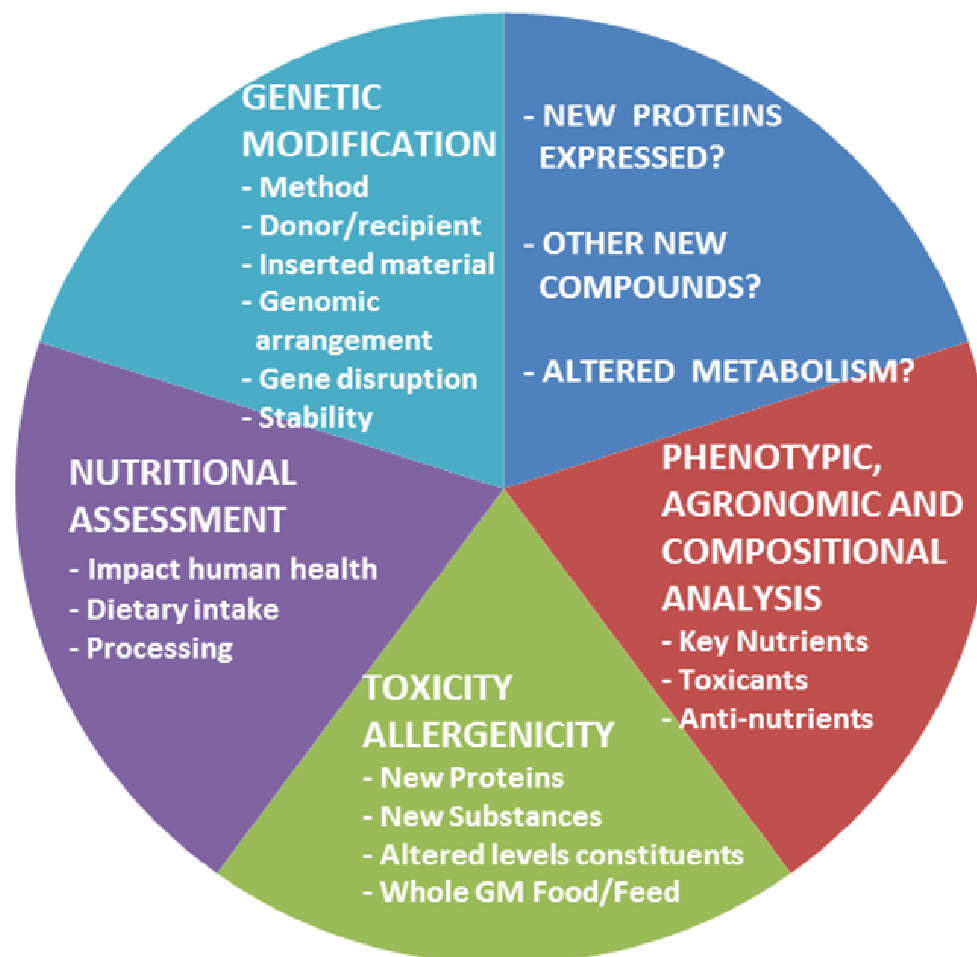 GENETIC
MODIFICATION
- Method
- Donor/recipient
- Inserted material
- Genomic
arrangement
- Gene disruption
- Stability
- NEW PROTEINS
EXPRESSED?
- OTHER NEW
COMPOUNDS?
- ALTERED METABOLISM?
PHENOTYPIC,
AGRONOMIC AND
COMPOSITIONAL
ANALYSIS
- Key Nutrients
- Toxicants
- Anti-nutrients
TOXICITY
ALLERGENICITY
- New Proteins
- New Substances
- Altered levels constituents
- Whole GM Food/Feed
NUTRITIONAL
ASSESSMENT
- Impact human health
- Dietary intake
- Processing